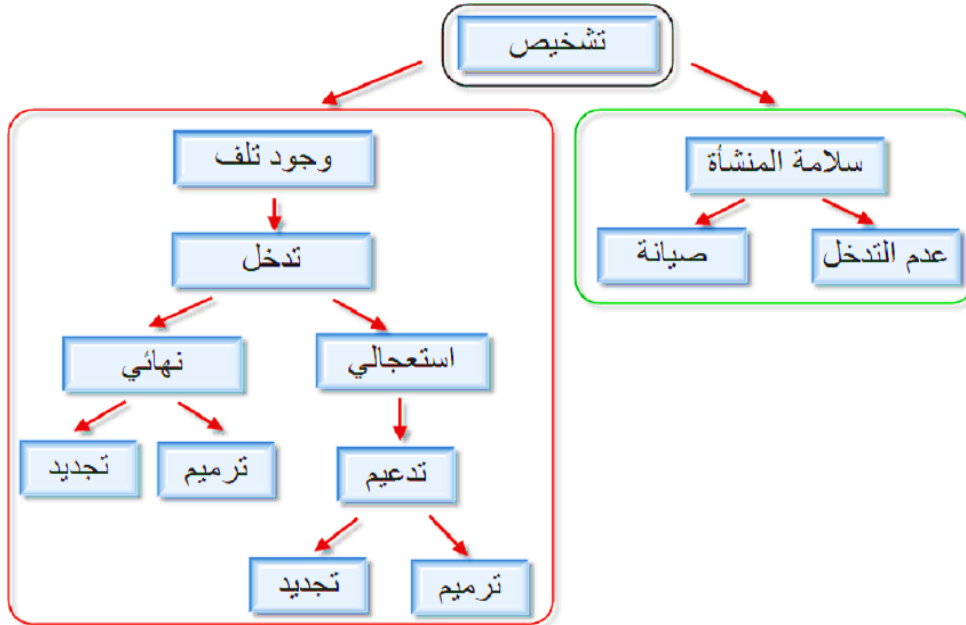 تشخيص
سلامة المنشأة
عدم التدخل
صيانة
وجود تلف
تدخل
استعجالي
نهائي
تدعيم
ترميم
تجديد
ترميم
تجديد